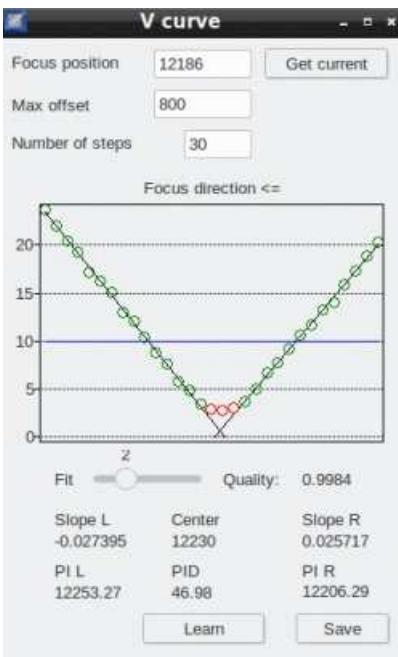 V curve
Focus position 12186 Get current
Max offset 800
Number of steps 30
Focus direction <=
20
15
10
5
0
2
Fit Quality: 0.9984
Slope L Center Slope R
-0.027395 12230 0.025717
PI L PID PI R
12253.27 46.98 12206.29
Learn Save